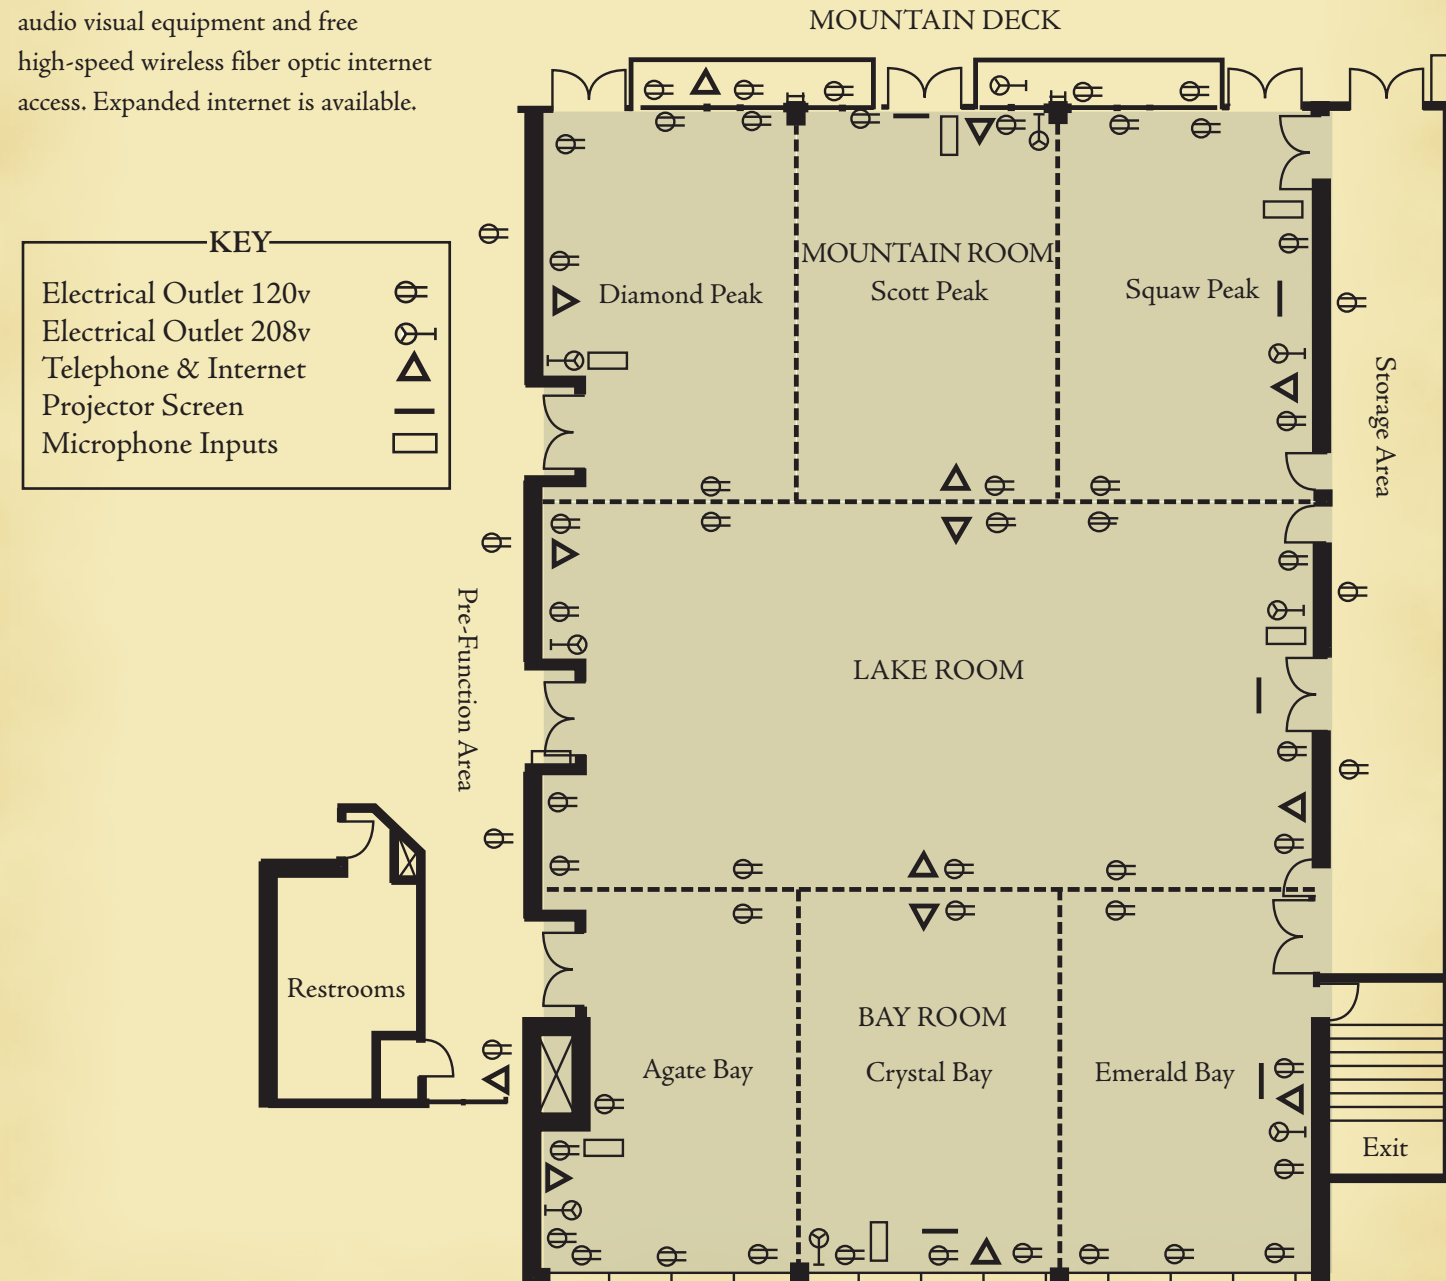 audio visual equipment and free
high-speed wireless fiber optic internet
access. Expanded internet is available.
MOUNTAIN DECK
KEY
Electrical Outlet 120v
Electrical Outlet 208v
Telephone & Internet
Projector Screen
Microphone Inputs
MOUNTAIN ROOM
Diamond Peak
Scott Peak
Squaw Peak
Storage Area
Pre-Function Area
LAKE ROOM
Restrooms
BAY ROOM
Agate Bay
Crystal Bay
Emerald Bay
Exit